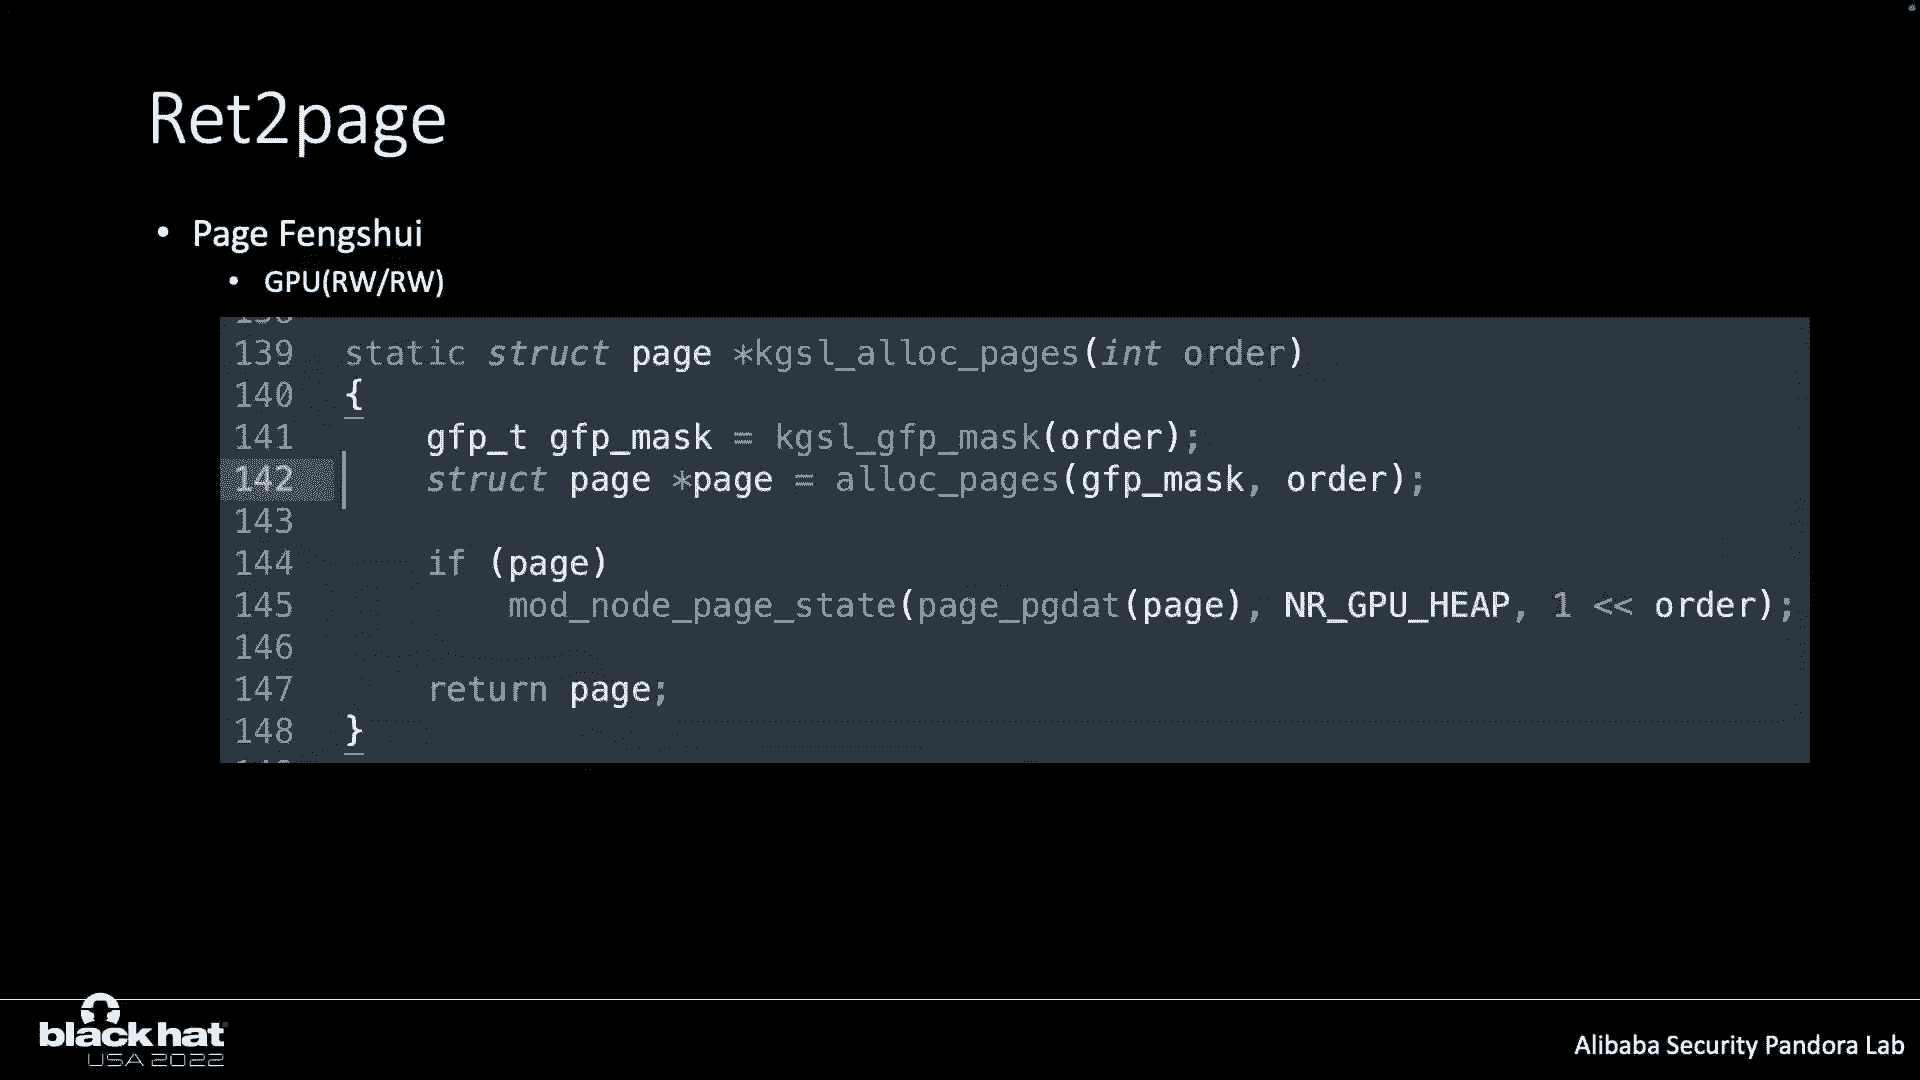 Ret2page
• Page Fengshui
• GPU(RW/RW)
139 static struct page *kgsl_alloc_pages(int order)
140 {
141 gfp_t gfp_mask = kgsl_gfp_mask(order);
142 struct page *page = alloc_pages(gfp_mask, order);
143
144 if (page)
145 mod_node_page_state(page_pgdat(page), NR_GPU_HEAP, 1 << order);
146
147 return page;
148 }
black hat
USA 2022
Alibaba Security Pandora Lab